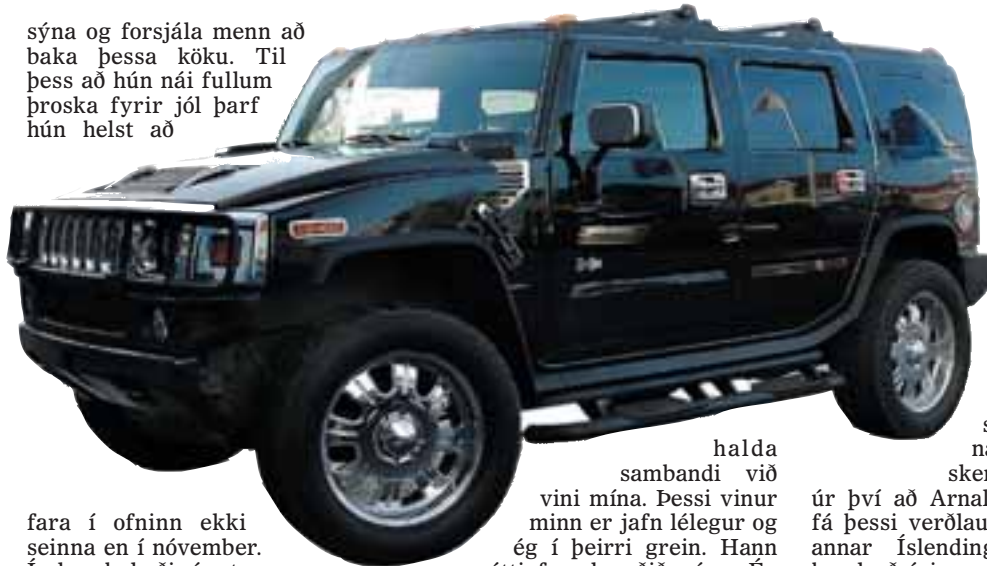 sýna og forsjála menn að
baka þessa köku. Til
þess að hún nái fullum
þroska fyrir jól þarf
hún helst að
fara í ofninn ekki
seinna en í nóvember.
halda
sambandi við
vini mína. Þessi vinur
minn er jafn lélegur og
ég í þeirri grein. Hann
s
na
sker
úr því að Arnal
fá þessi verðlau
annar Íslending